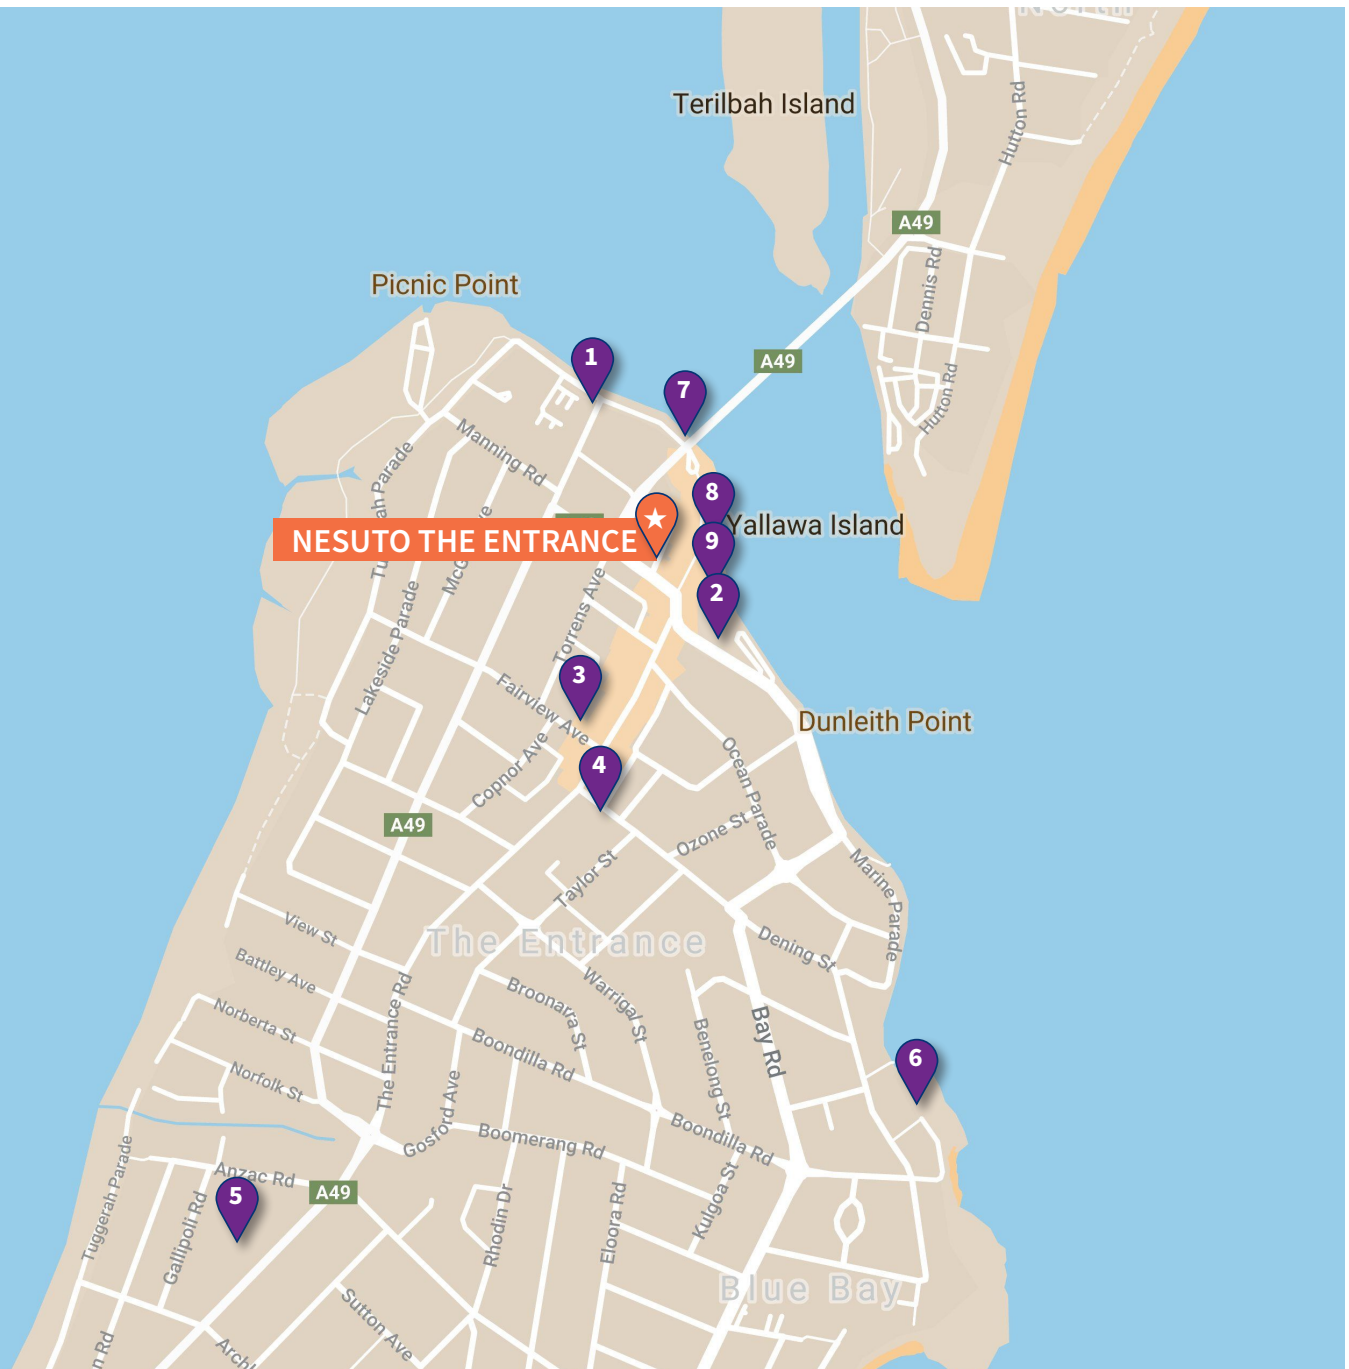 Terilbah Island
Hutton Rd
A49
Dennis Rd
Picnic Point
1
A49
7
Hutton Rd
Manning Rd
8
Yallawa Island
NESUTO THE ENTRANCE
9
2
Torrens Ave
Lakeside Parade
3
Fairview Ave
Dunleith Point
Copnor Ave
4
Ocean Parade
A49
Ozone St
Taylor St
Marine Parade
View St
The Entrance
Dening St
Battley Ave
Warrigal St
Broonarra St
Norberta St
The Entrance Rd
Bay Rd
Benelong St
Boondilla Rd
6
Norfolk St
Gosford Ave
Boomerang Rd
Boondilla Rd
Tuggerah Parade
Anzac Rd
A49
5
Gallipoli Rd
Rhodin Dr
Eloora Rd
Kulgoa St
Blue Bay
Sutton Ave